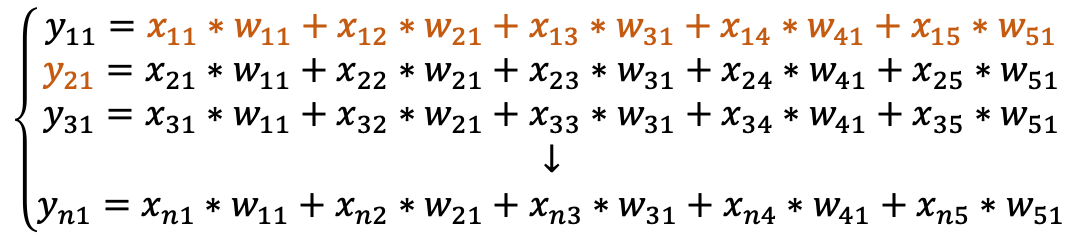 y₁₁ = x₁₁ * w₁₁ + x₁₂ * w₂₁ + x₁₃ * w₃₁ + x₁₄ * w₄₁ + x₁₅ * w₅₁
y₂₁ = x₂₁ * w₁₁ + x₂₂ * w₂₁ + x₂₃ * w₃₁ + x₂₄ * w₄₁ + x₂₅ * w₅₁
y₃₁ = x₃₁ * w₁₁ + x₃₂ * w₂₁ + x₃₃ * w₃₁ + x₃₄ * w₄₁ + x₃₅ * w₅₁
↓
yₙ₁ = xₙ₁ * w₁₁ + xₙ₂ * w₂₁ + xₙ₃ * w₃₁ + xₙ₄ * w₄₁ + xₙ₅ * w₅₁